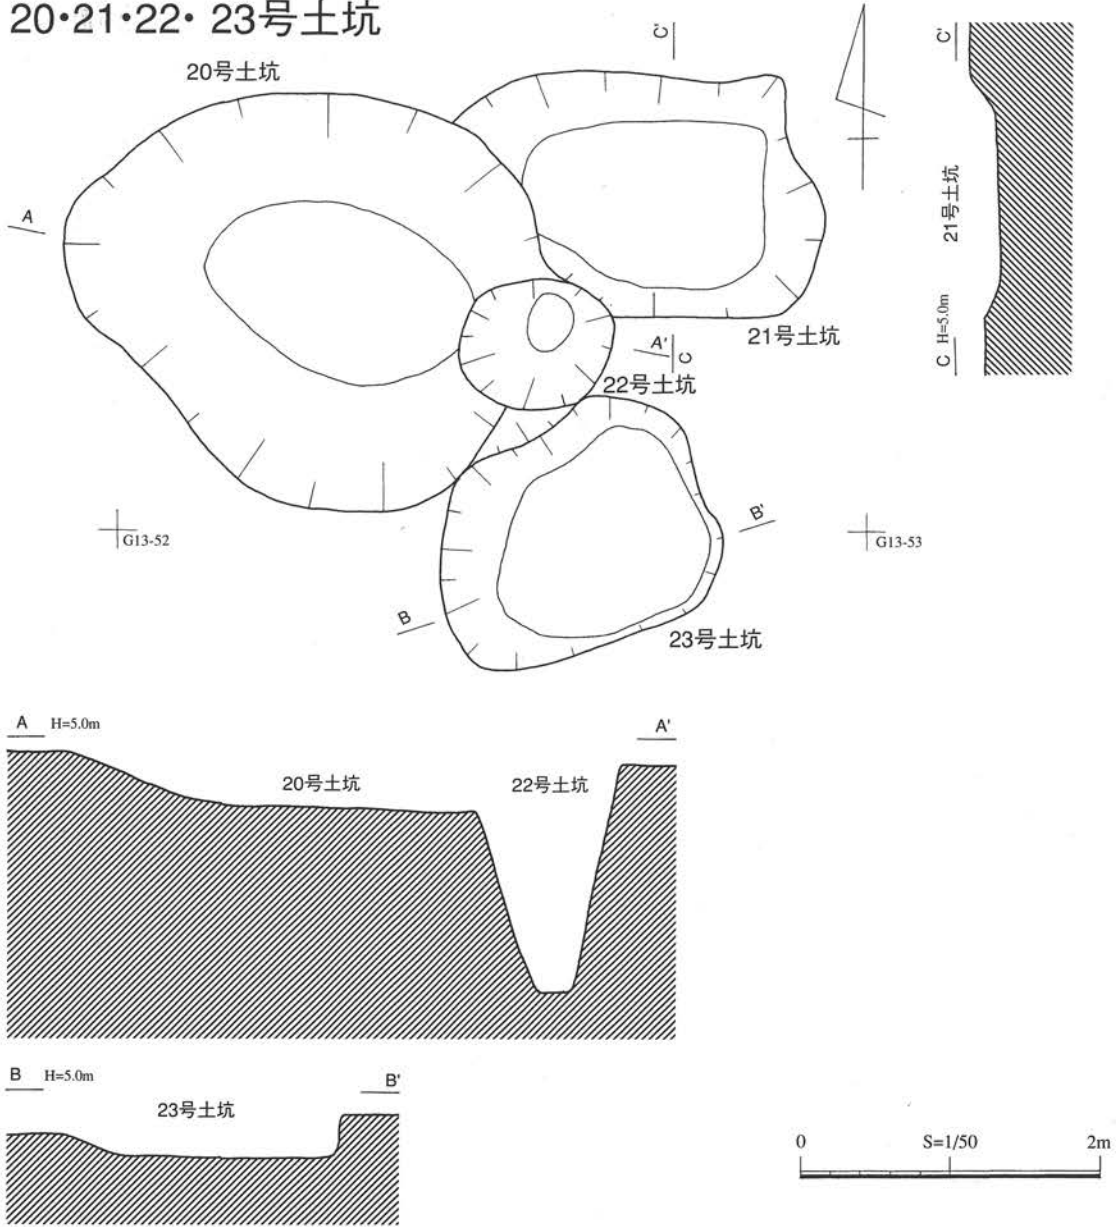 20・21・22・23号土坑
20号土坑
C'
C'
A
21号土坑
21号土坑
H=5.0m
C
A'
C
22号土坑
B'
G13-52
G13-53
B
23号土坑
A H=5.0m
A'
20号土坑
22号土坑
B H=5.0m
B'
23号土坑
0 S=1/50 2m